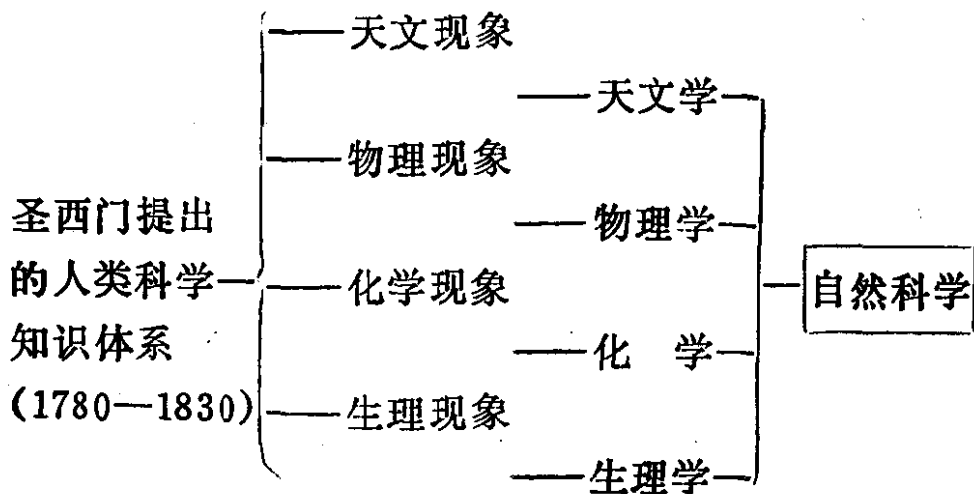 天文现象
天文学
物理现象
圣西门提出
物理学
的人类科学
化学现象
自然科学
知识体系
化 学
(1780—1830)
生理现象
生理学